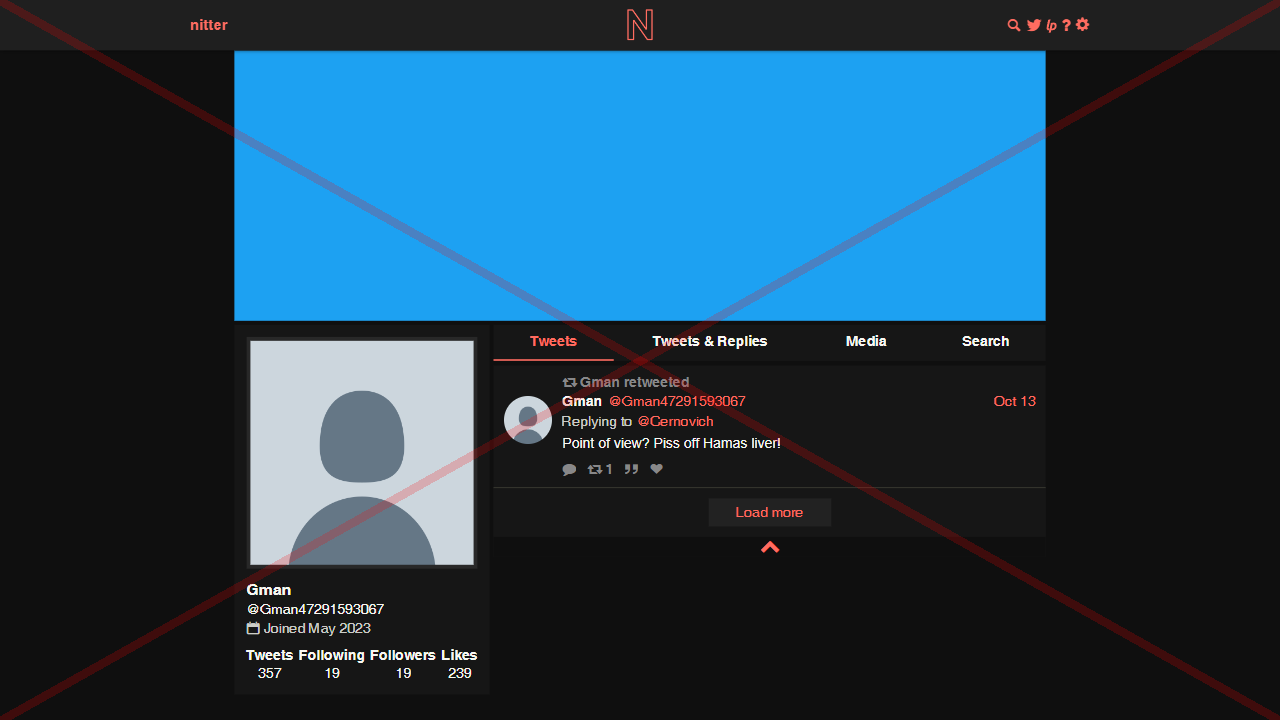 nitter
N
lp ?
Tweets
Tweets & Replies
Media
Search
Gman retweeted
Gman @Gman47291593067 Oct 13
Replying to @Cernovich
Point of view? Piss off Hamas liver!
1
Load more
Gman
@Gman47291593067
Joined May 2023
Tweets Following Followers Likes
357 19 19 239